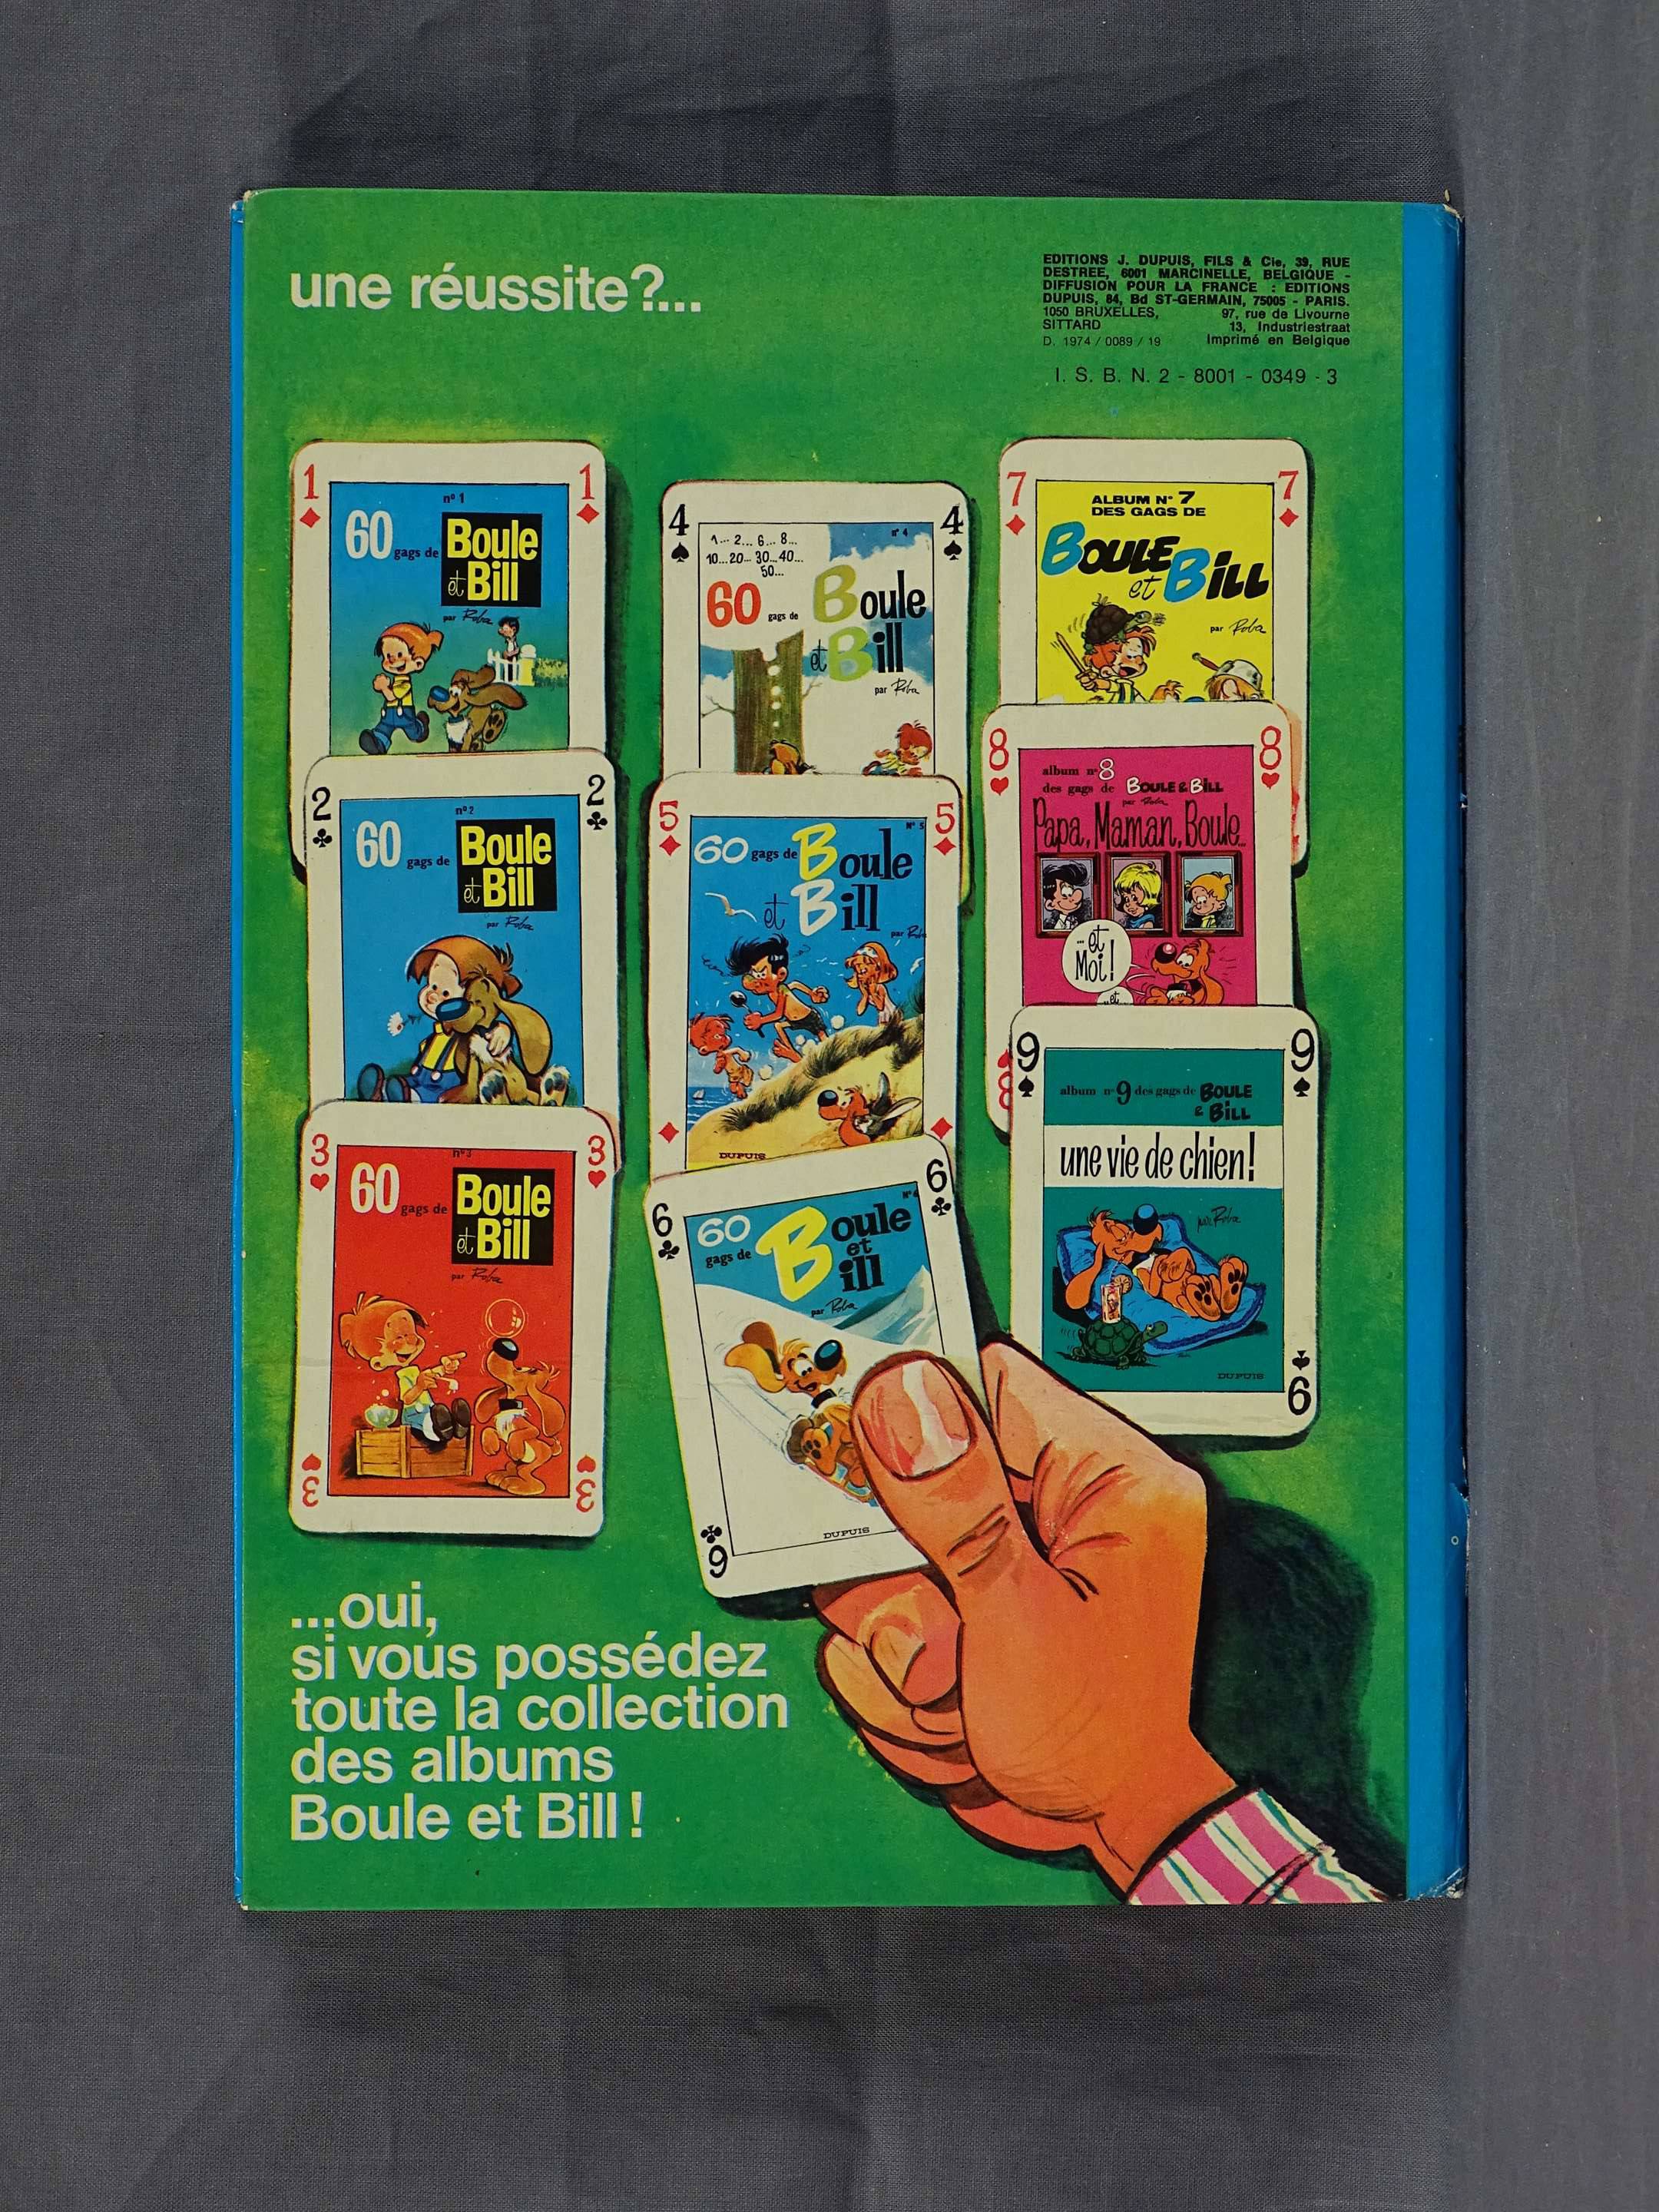 une réussite?...
EDITIONS J. DUPUIS, FILS & Cie, 39, RUE
DESTREE, 6001 MARCINELLE, BELGIQUE -
DIFFUSION POUR LA FRANCE : EDITIONS
DUPUIS, 84, Bd ST-GERMAIN, 75005 - PARIS.
1050 BRUXELLES, 97, rue de Livourne
SITTARD 13, Industriestraat
D. 1974 / 0089 / 19 Imprimé en Belgique
I. S. B. N. 2 - 8001 - 0349 - 3
1 1
n° 1
60 gags de Boule
et Bill
par Roba
2 2
n° 2
60 gags de Boule
et Bill
par Roba
3 3
n° 3
60 gags de Boule
et Bill
par Roba
3 3
4 4
1... 2... 6... 8... n° 4
10...20... 30...40...
50...
60 gags de Boule
et Bill
par Roba
5 5
N° 5
60 gags de Boule
et Bill
par Roba
DUPUIS
6 6
N° 6
60 gags de Boule
et
Bill
par Roba
DUPUIS
6
7 7
ALBUM N° 7
DES GAGS DE
BOULE
et BILL
par Roba
8 8
album n° 8
des gags de BOULE & BILL
par Roba
Papa, Maman, Boule...
...et
Moi!
...et
8
9 9
album n° 9 des gags de BOULE
& BILL
une vie de chien!
par Roba
DUPUIS
9
...oui,
si vous possédez
toute la collection
des albums
Boule et Bill !